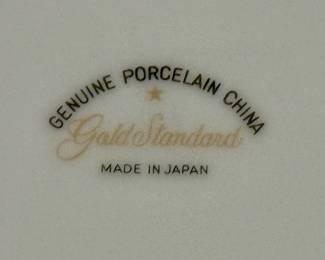 GENUINE PORCELAIN CHINA
Gold Standard
MADE IN JAPAN